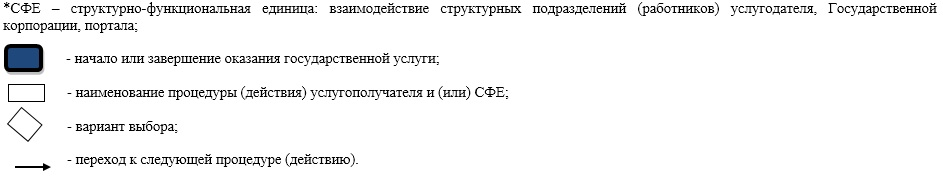 *СФЕ – структурно-функциональная единица: взаимодействие структурных подразделений (работников) услугодателя, Государственной
корпорации, портала;
- начало или завершение оказания государственной услуги;
- наименование процедуры (действия) услугополучателя и (или) СФЕ;
- вариант выбора;
- переход к следующей процедуре (действию).